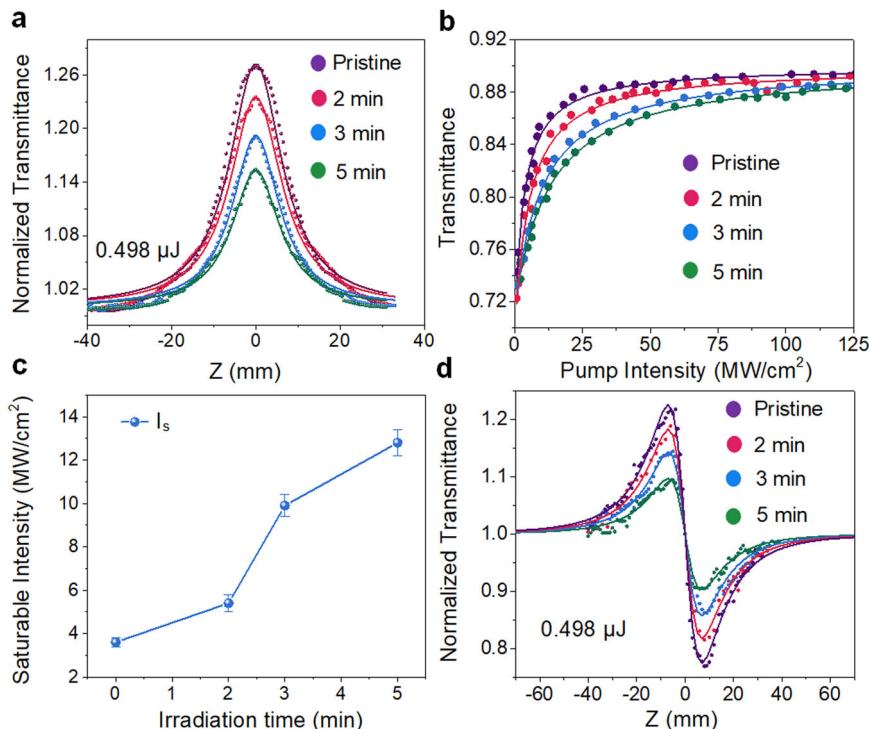 a
Normalized Transmittance
1.26
1.20
1.14
1.08
1.02
Pristine
2 min
3 min
5 min
0.498 µJ
-40
-20
0
20
40
Z (mm)
b
Transmittance
0.92
0.88
0.84
0.80
0.76
0.72
Pristine
2 min
3 min
5 min
0
25
50
75
100
125
Pump Intensity (MW/cm²)
c
Saturable Intensity (MW/cm²)
14
12
10
8
6
4
2
Iₛ
0
1
2
3
4
5
Irradiation time (min)
d
Normalized Transmittance
1.2
1.1
1.0
0.9
0.8
Pristine
2 min
3 min
5 min
0.498 µJ
-60
-40
-20
0
20
40
60
Z (mm)